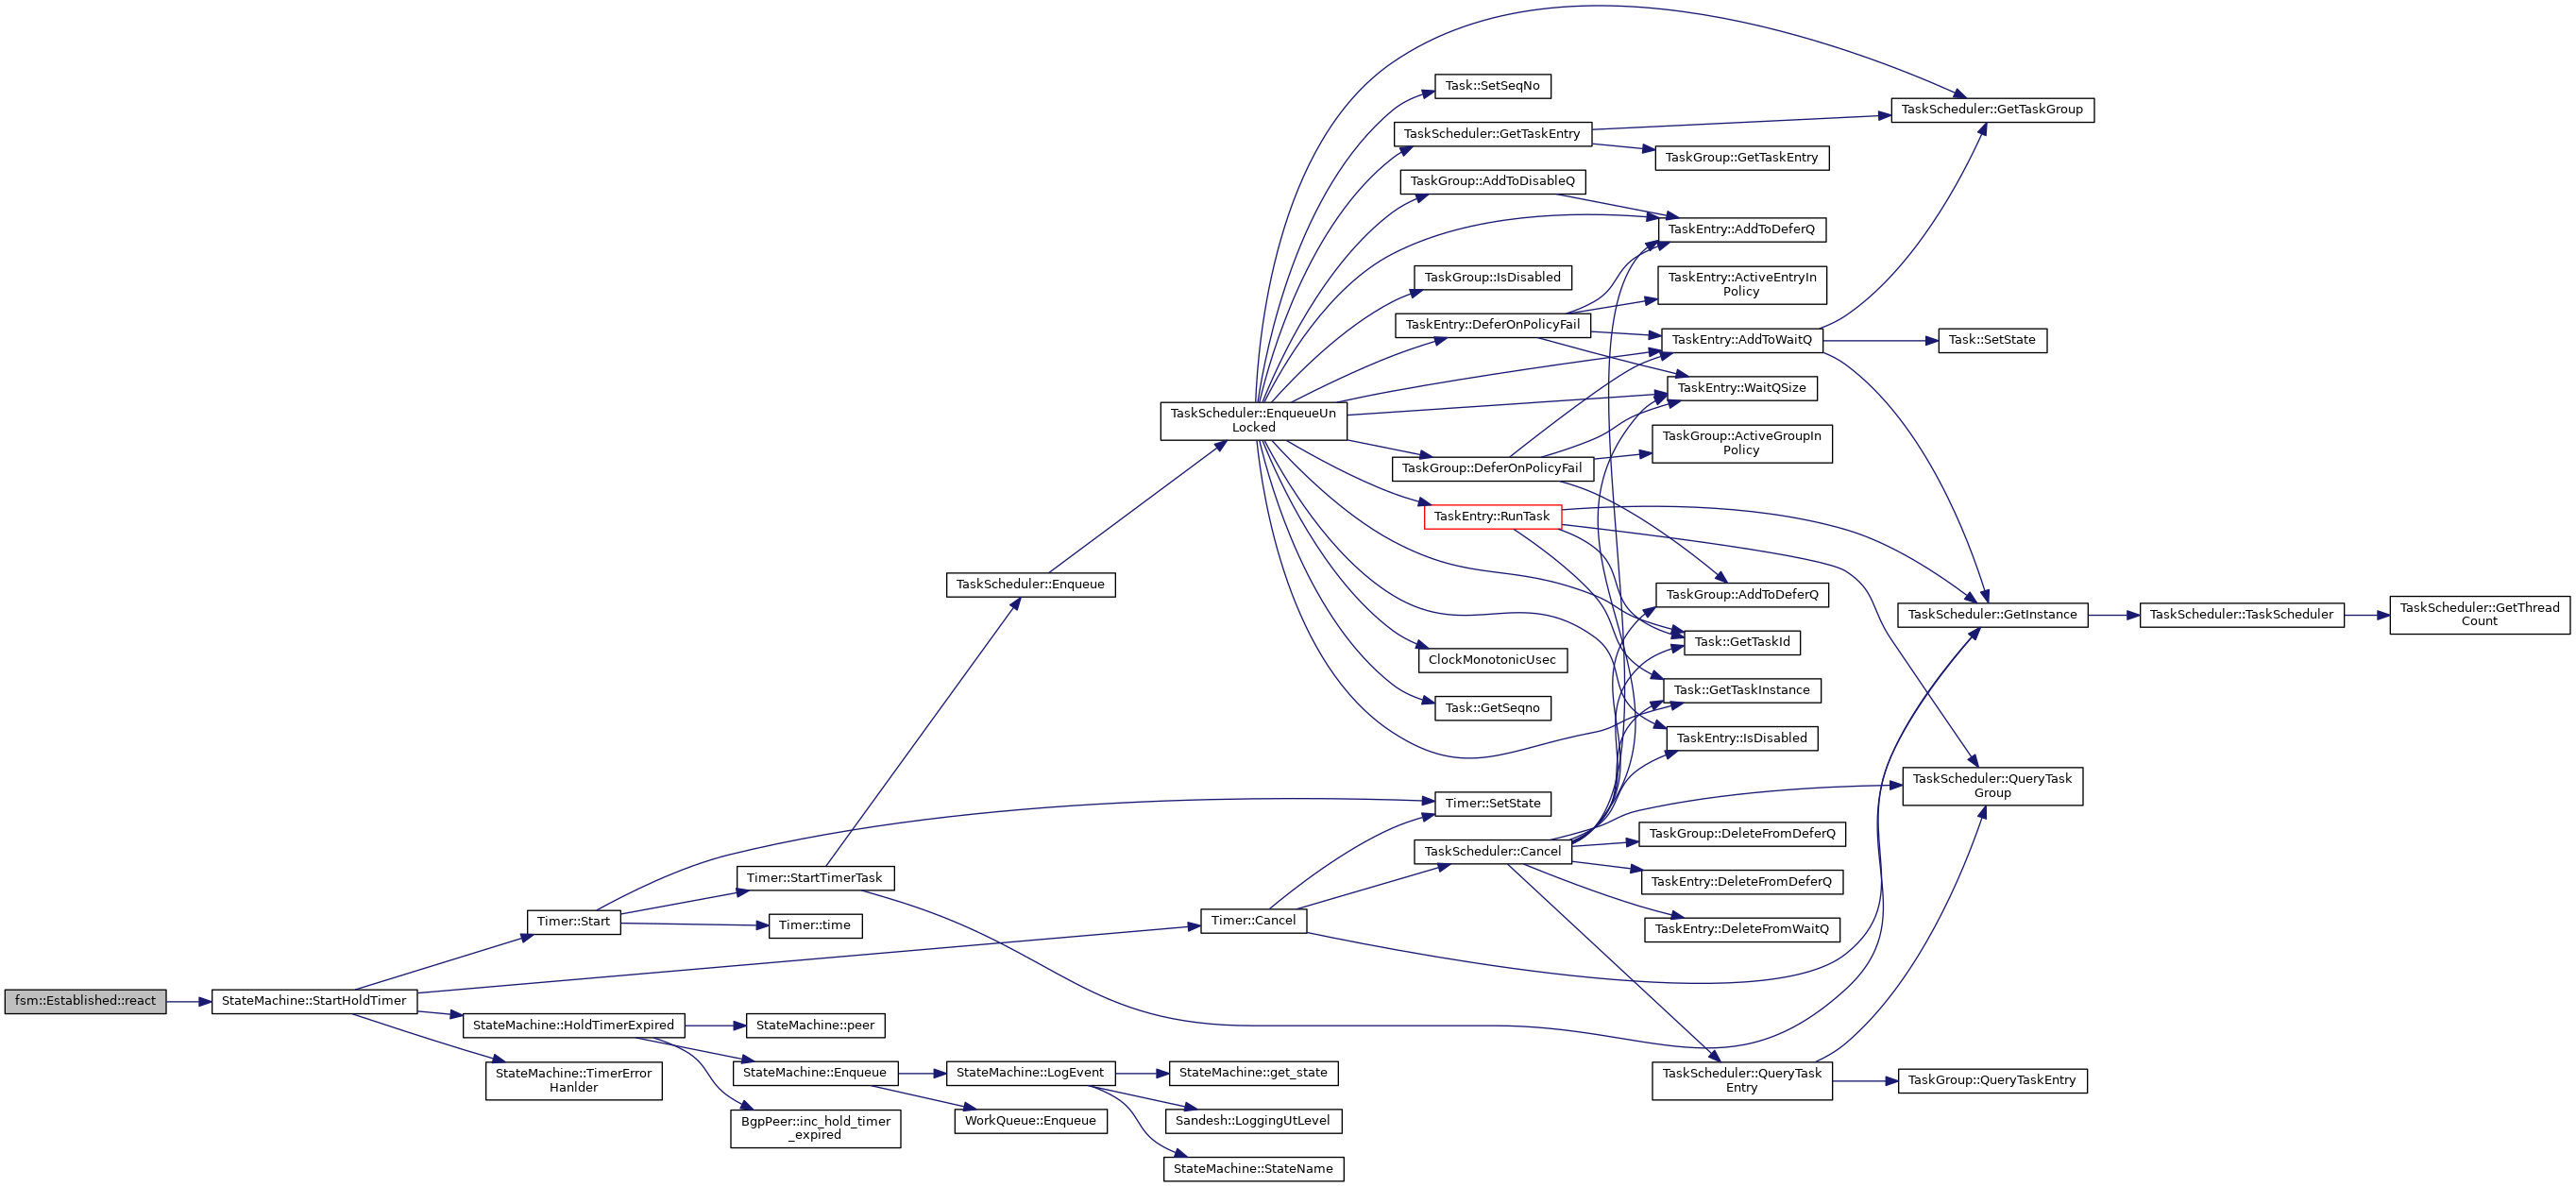 fsm::Established::react
StateMachine::StartHoldTimer
Timer::Start
StateMachine::HoldTimerExpired
StateMachine::TimerError
Hanlder
Timer::StartTimerTask
Timer::time
StateMachine::peer
StateMachine::Enqueue
BgpPeer::inc_hold_timer
_expired
TaskScheduler::Enqueue
StateMachine::LogEvent
WorkQueue::Enqueue
TaskScheduler::EnqueueUn
Locked
Timer::Cancel
StateMachine::get_state
Sandesh::LoggingUtLevel
StateMachine::StateName
Task::SetSeqNo
TaskScheduler::GetTaskEntry
TaskGroup::AddToDisableQ
TaskGroup::IsDisabled
TaskEntry::DeferOnPolicyFail
TaskGroup::DeferOnPolicyFail
TaskEntry::RunTask
ClockMonotonicUsec
Task::GetSeqno
Timer::SetState
TaskScheduler::Cancel
TaskGroup::GetTaskEntry
TaskEntry::AddToDeferQ
TaskEntry::ActiveEntryIn
Policy
TaskEntry::AddToWaitQ
TaskEntry::WaitQSize
TaskGroup::ActiveGroupIn
Policy
TaskGroup::AddToDeferQ
Task::GetTaskId
Task::GetTaskInstance
TaskEntry::IsDisabled
TaskGroup::DeleteFromDeferQ
TaskEntry::DeleteFromDeferQ
TaskEntry::DeleteFromWaitQ
TaskScheduler::QueryTask
Entry
TaskScheduler::GetTaskGroup
Task::SetState
TaskScheduler::GetInstance
TaskScheduler::QueryTask
Group
TaskGroup::QueryTaskEntry
TaskScheduler::TaskScheduler
TaskScheduler::GetThread
Count